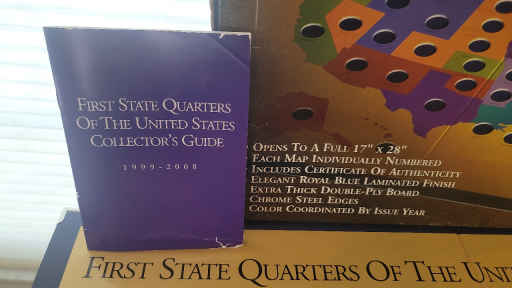 First State Quarters
Of The United States
Collector's Guide
1999-2008
Opens To A Full 17" x 28"
Each Map Individually Numbered
Includes Certificate Of Authenticity
Elegant Royal Blue Laminated Finish
Extra Thick Double-Ply Board
Chrome Steel Edges
Color Coordinated By Issue Year
First State Quarters Of The Uni